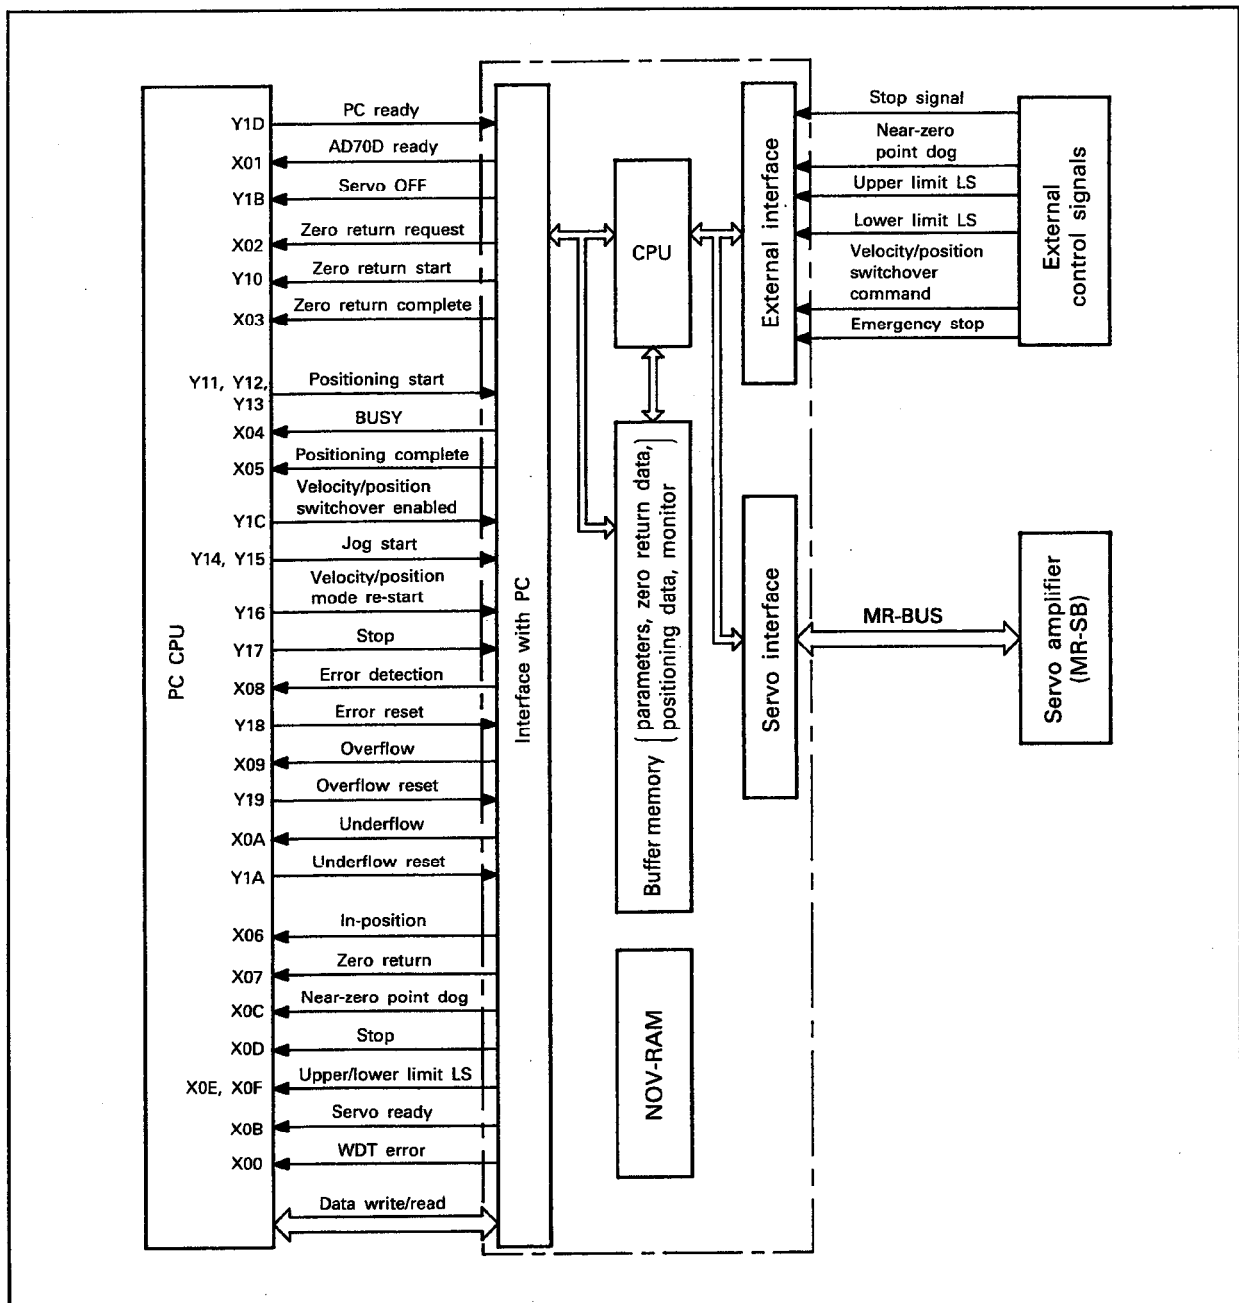 PC CPU
Y1D
PC ready
X01
AD70D ready
Y1B
Servo OFF
X02
Zero return request
Y10
Zero return start
X03
Zero return complete
Y11, Y12,
Y13
Positioning start
X04
BUSY
X05
Positioning complete
Y1C
Velocity/position
switchover enabled
Y14, Y15
Jog start
Y16
Velocity/position
mode re-start
Y17
Stop
X08
Error detection
Y18
Error reset
X09
Overflow
Y19
Overflow reset
X0A
Underflow
Y1A
Underflow reset
X06
In-position
X07
Zero return
X0C
Near-zero point dog
X0D
Stop
X0E, X0F
Upper/lower limit LS
X0B
Servo ready
X00
WDT error
Data write/read
Interface with PC
CPU
Buffer memory (parameters, zero return data,
positioning data, monitor)
NOV-RAM
External interface
Stop signal
Near-zero
point dog
Upper limit LS
Lower limit LS
Velocity/position
switchover
command
Emergency stop
External
control signals
Servo interface
MR-BUS
Servo amplifier
(MR-SB)